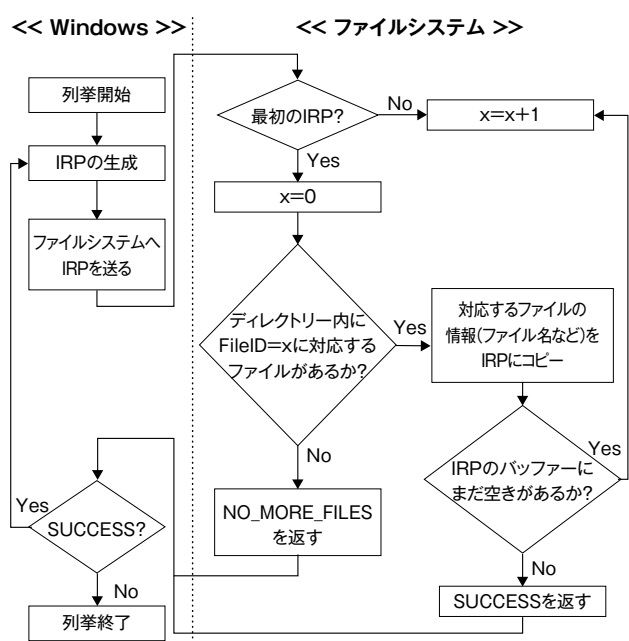 << Windows >>
<< ファイルシステム >>
列挙開始
IRPの生成
ファイルシステムへ
IRPを送る
最初のIRP?
No
x=x+1
Yes
x=0
ディレクトリー内に
FileID=xに対応する
ファイルがあるか?
Yes
対応するファイルの
情報(ファイル名など)を
IRPにコピー
No
IRPのバッファーに
まだ空きがあるか?
Yes
NO_MORE_FILES
を返す
No
SUCCESSを返す
Yes
SUCCESS?
No
列挙終了